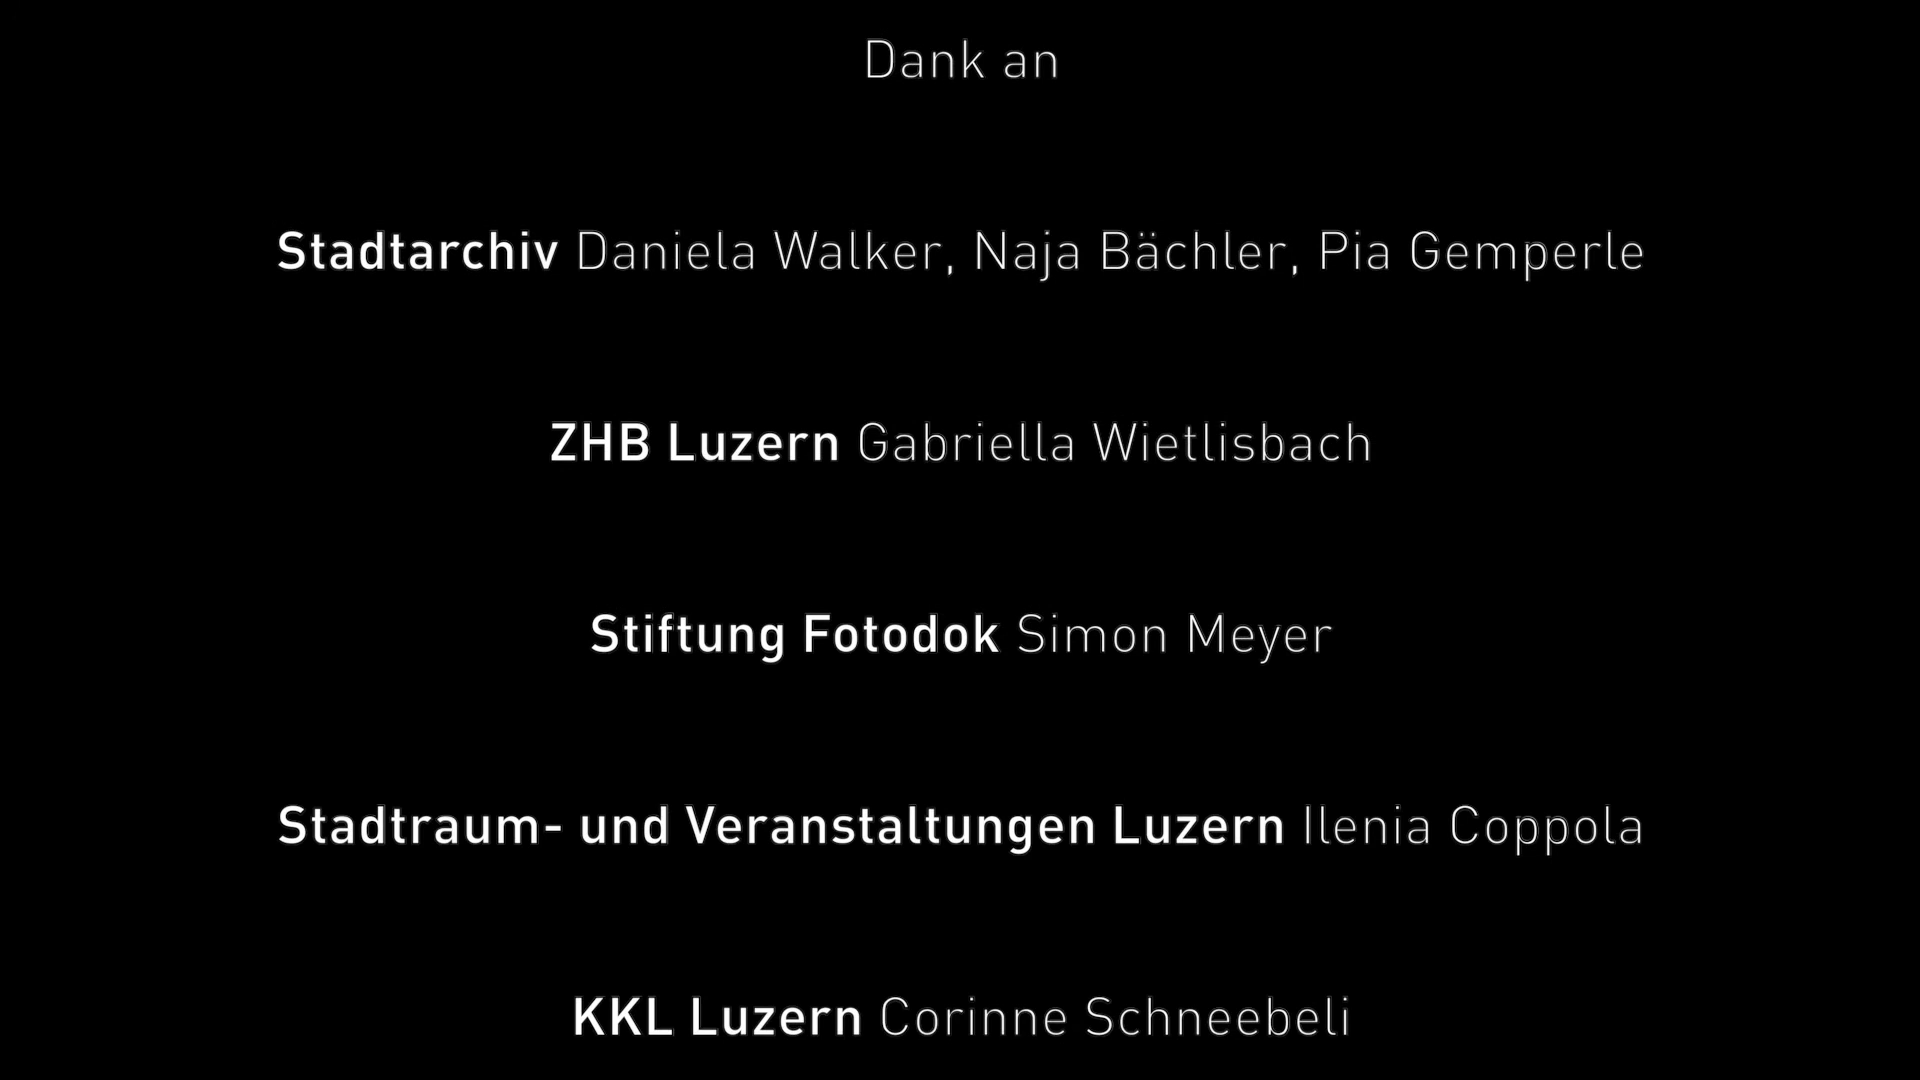 Dank an
Stadtarchiv Daniela Walker, Naja Bächler, Pia Gemperle
ZHB Luzern Gabriella Wietlisbach
Stiftung Fotodok Simon Meyer
Stadtraum- und Veranstaltungen Luzern Ilenia Coppola
KKL Luzern Corinne Schneebeli